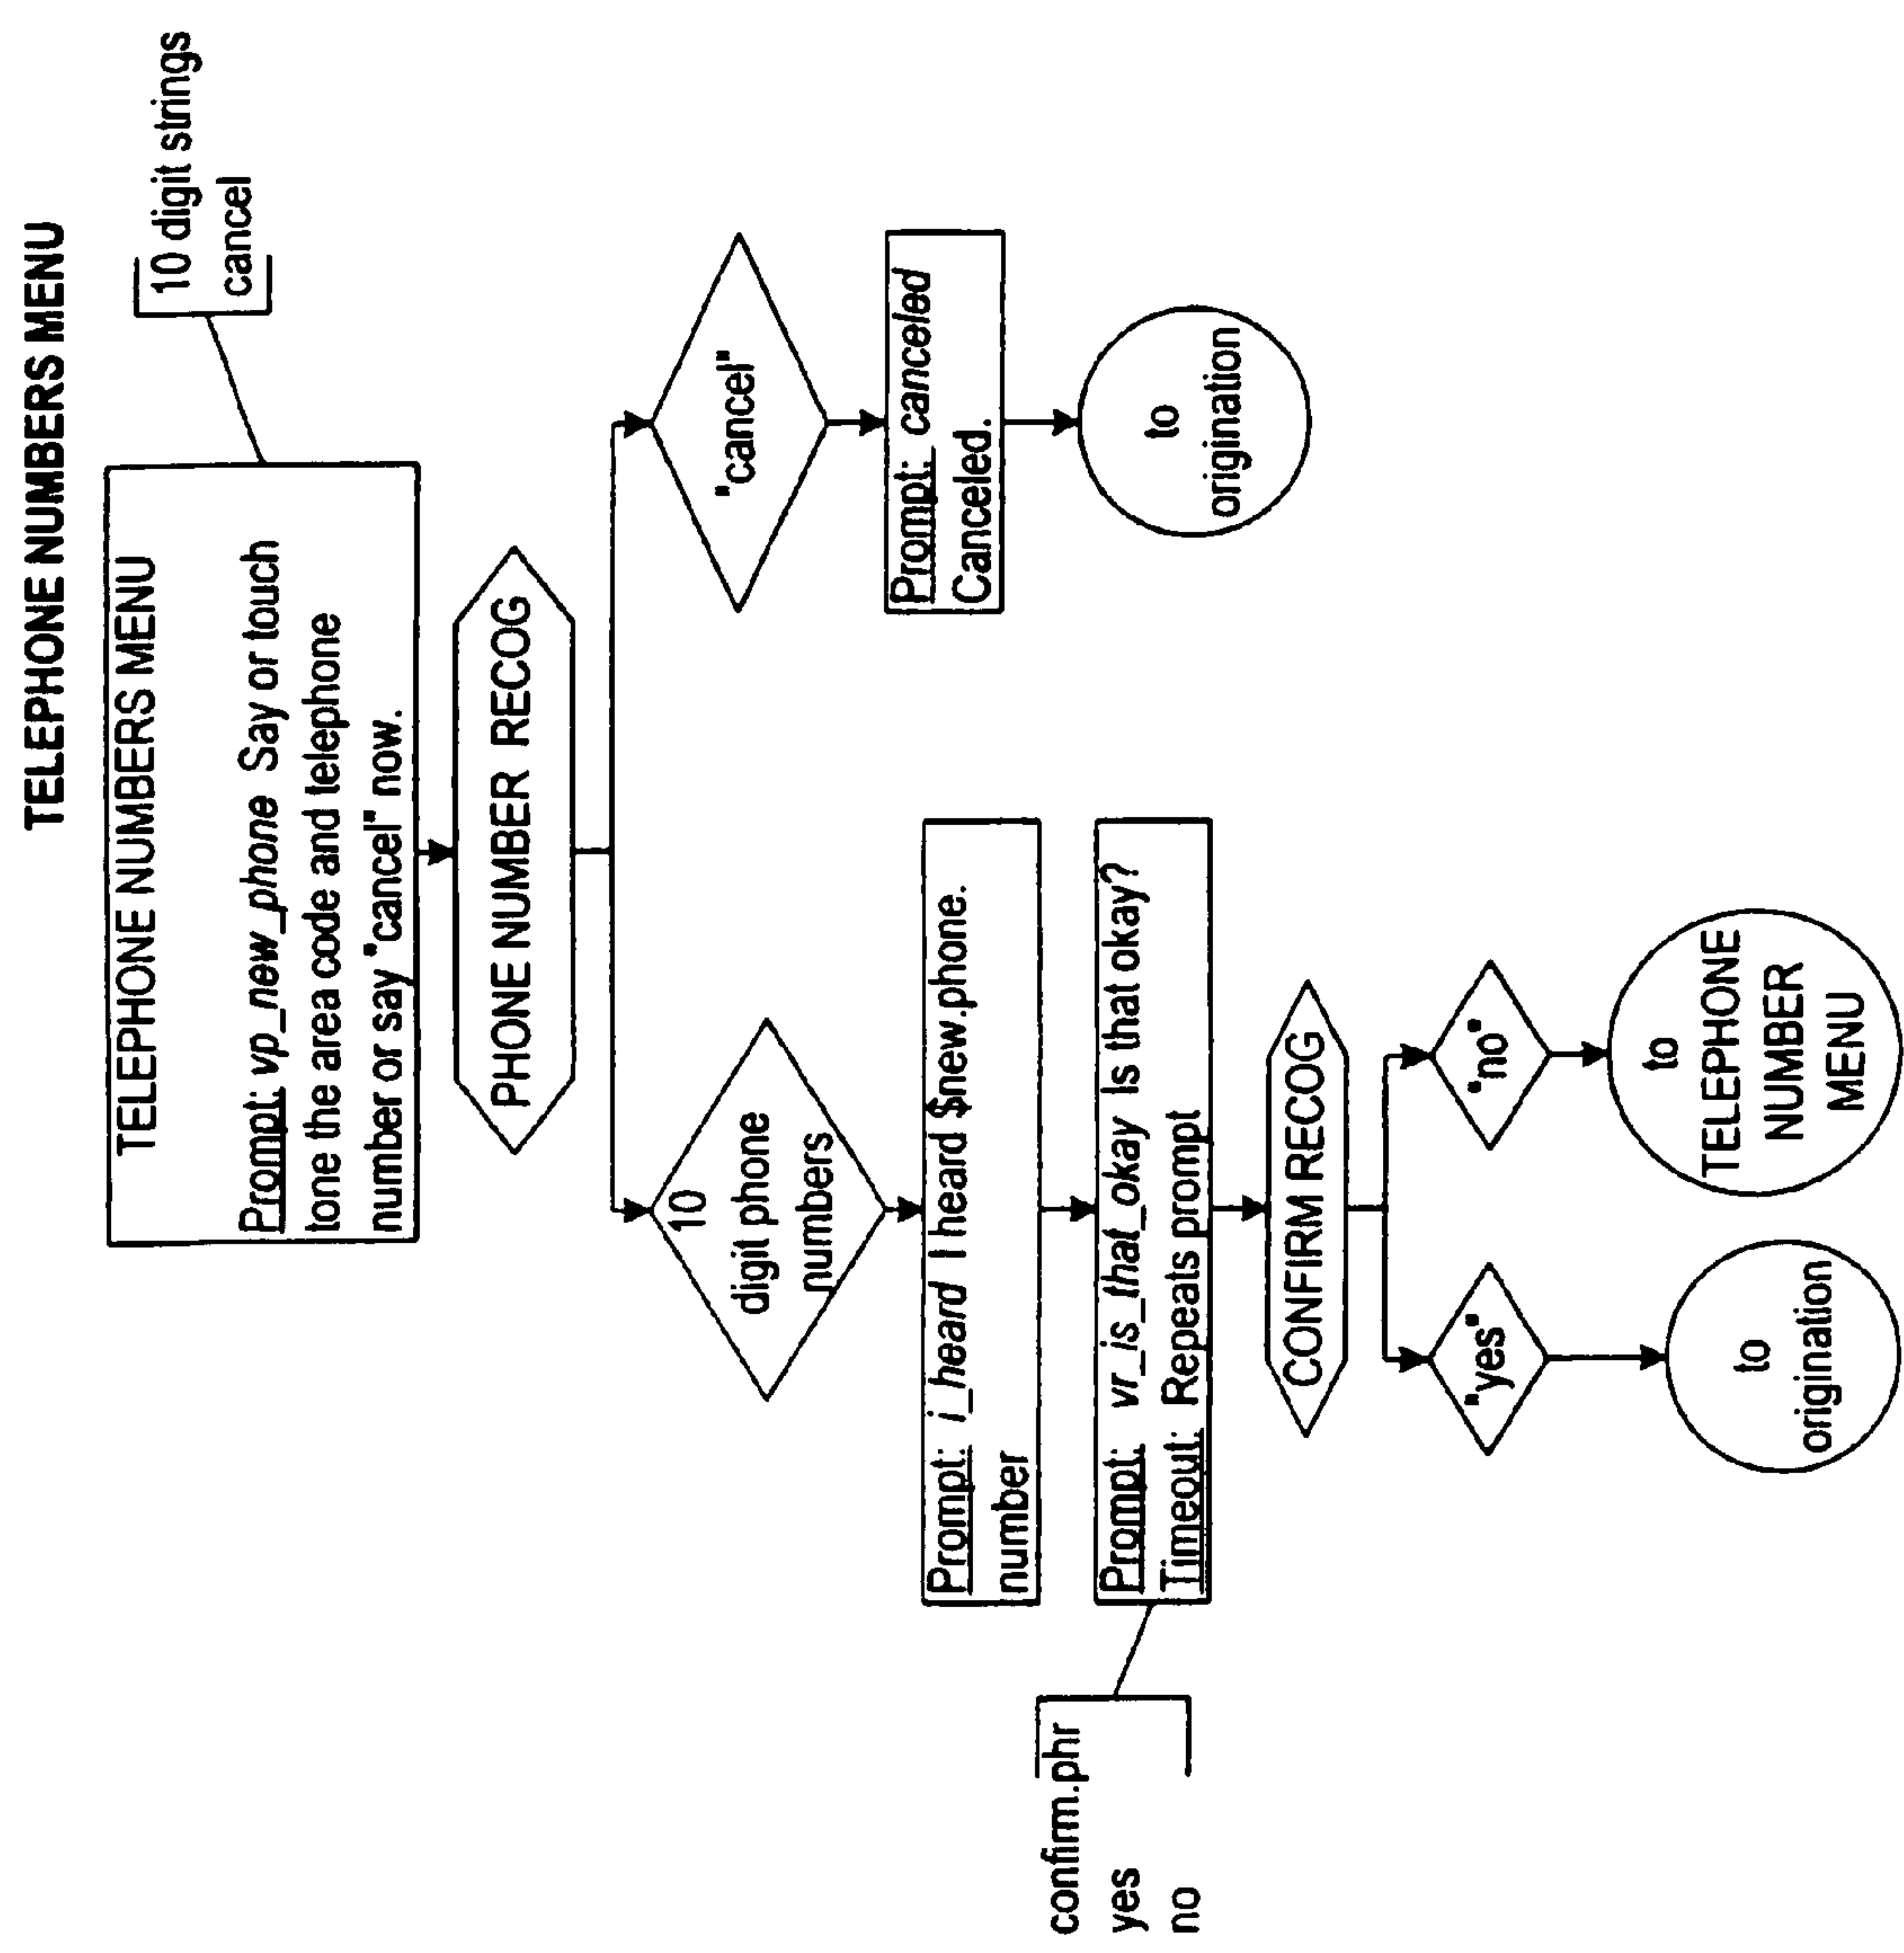 TELEPHONE NUMBERS MENU
TELEPHONE NUMBERS MENU
Prompt: vp_new_phone Say or touch
tone the area code and telephone
number or say "cancel" now.
10 digit strings
cancel
PHONE NUMBER RECOG
10
digit phone
numbers
"cancel"
Prompt: canceled
Canceled.
to
origination
Prompt: i_heard I heard $new.phone.
number
confirm.phr
yes
no
Prompt: vr_is_that_okay Is that okay?
Timeout: Repeats prompt
CONFIRM RECOG
"yes"
"no"
to
origination
to
TELEPHONE
NUMBER
MENU